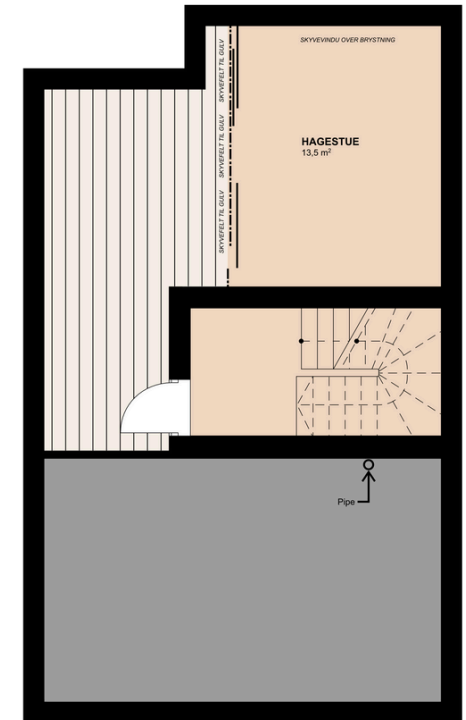 SKYVEVINDU OVER BRYSTNING
SKYVEFELT TIL GULV
SKYVEFELT TIL GULV
SKYVEFELT TIL GULV
HAGESTUE
13,5 m²
Pipe